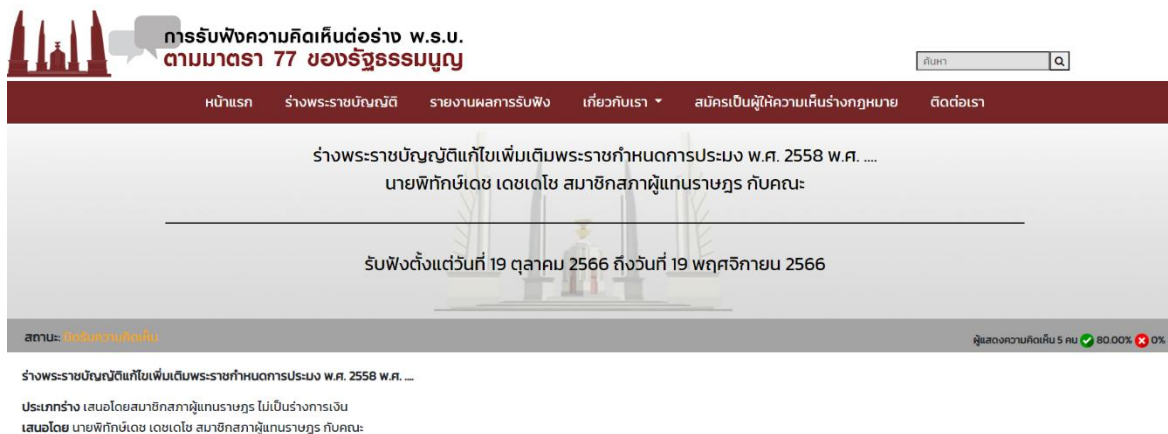 การรับฟังความคิดเห็นต่อร่าง พ.ร.บ.
ตามมาตรา 77 ของรัฐธรรมนูญ
ค้นหา
หน้าแรก ร่างพระราชบัญญัติ รายงานผลการรับฟัง เกี่ยวกับเรา สมัครเป็นผู้ให้ความเห็นร่างกฎหมาย ติดต่อเรา
ร่างพระราชบัญญัติแก้ไขเพิ่มเติมพระราชกำหนดการประมง พ.ศ. 2558 พ.ศ. ....
นายพิทักษ์เดช เดชเดโช สมาชิกสภาผู้แทนราษฎร กับคณะ
รับฟังตั้งแต่วันที่ 19 ตุลาคม 2566 ถึงวันที่ 19 พฤศจิกายน 2566
สถานะ: ปิดรับความคิดเห็น ผู้แสดงความคิดเห็น 5 คน 80.00% 0%
ร่างพระราชบัญญัติแก้ไขเพิ่มเติมพระราชกำหนดการประมง พ.ศ. 2558 พ.ศ. ....
ประเภทร่าง เสนอโดยสมาชิกสภาผู้แทนราษฎร ไม่เป็นร่างการเงิน
เสนอโดย นายพิทักษ์เดช เดชเดโช สมาชิกสภาผู้แทนราษฎร กับคณะ